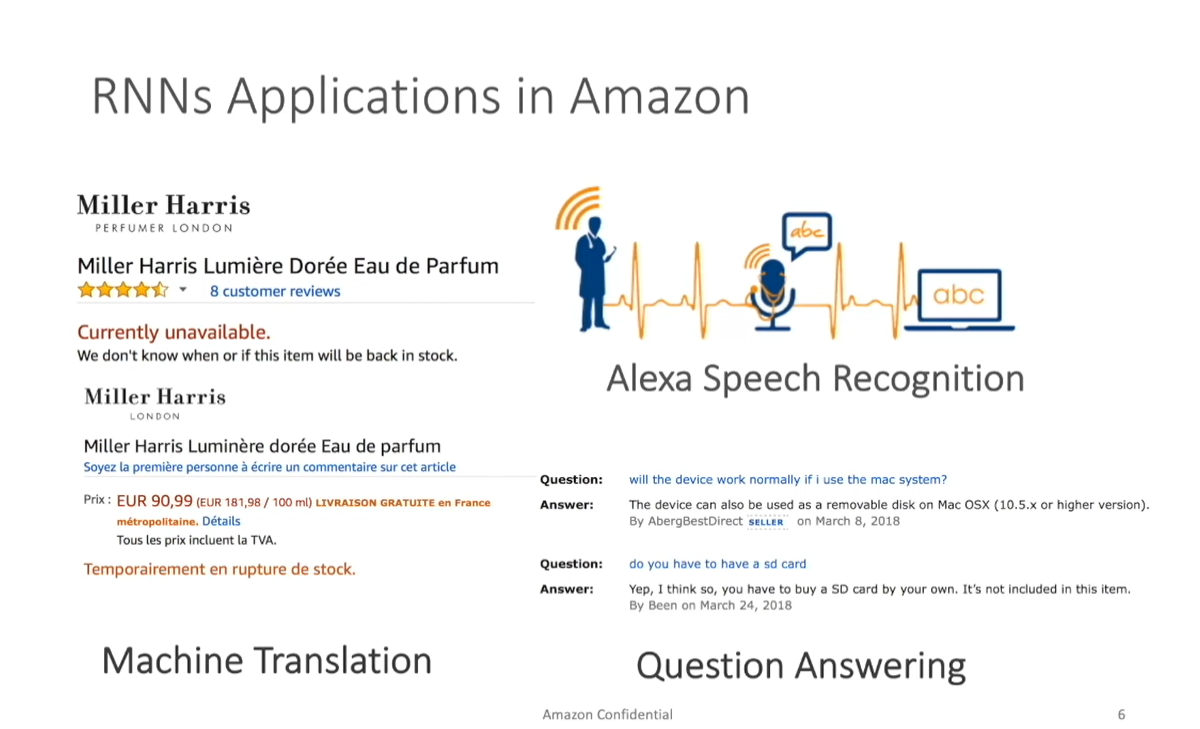 RNNs Applications in Amazon
Miller Harris
PERFUMER LONDON
Miller Harris Lumière Dorée Eau de Parfum
8 customer reviews
Currently unavailable.
We don't know when or if this item will be back in stock.
Miller Harris
LONDON
Miller Harris Luminère dorée Eau de parfum
Soyez la première personne à écrire un commentaire sur cet article
Prix : EUR 90,99 (EUR 181,98 / 100 ml) LIVRAISON GRATUITE en France
métropolitaine. Détails
Tous les prix incluent la TVA.
Temporairement en rupture de stock.
Machine Translation
abc
abc
Alexa Speech Recognition
Question: will the device work normally if i use the mac system?
Answer: The device can also be used as a removable disk on Mac OSX (10.5.x or higher version).
By AbergBestDirect SELLER on March 8, 2018
Question: do you have to have a sd card
Answer: Yep, I think so, you have to buy a SD card by your own. It's not included in this item.
By Been on March 24, 2018
Question Answering
Amazon Confidential
6